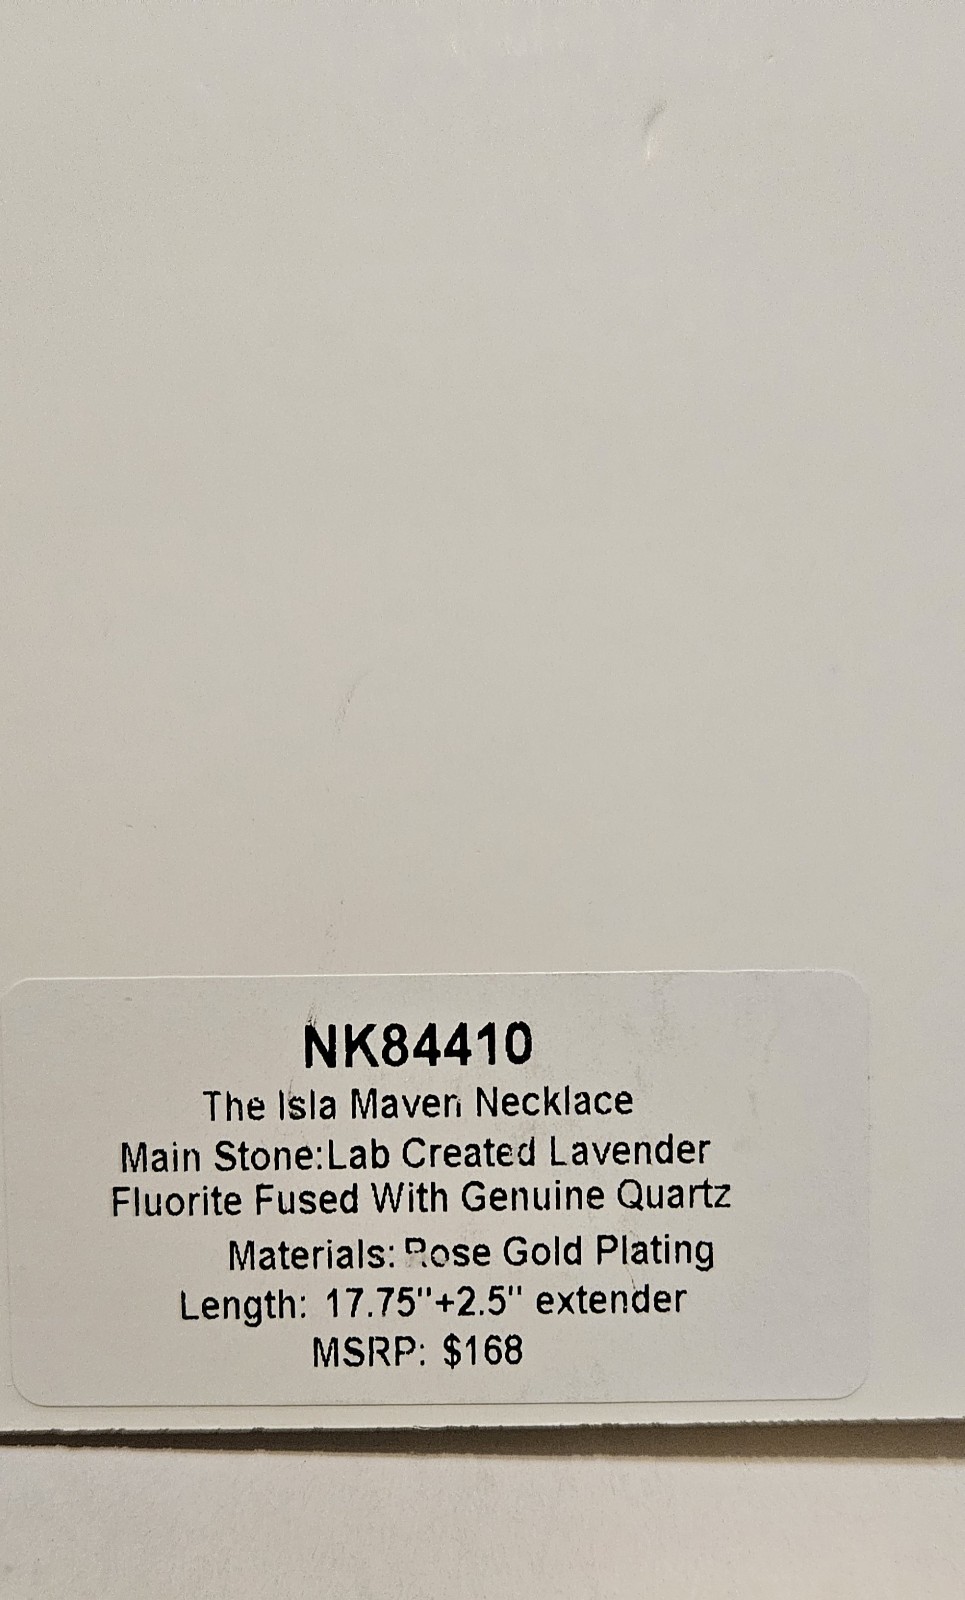 NK84410
The Isla Maven Necklace
Main Stone:Lab Created Lavender
Fluorite Fused With Genuine Quartz
Materials: Rose Gold Plating
Length: 17.75"+2.5" extender
MSRP: $168